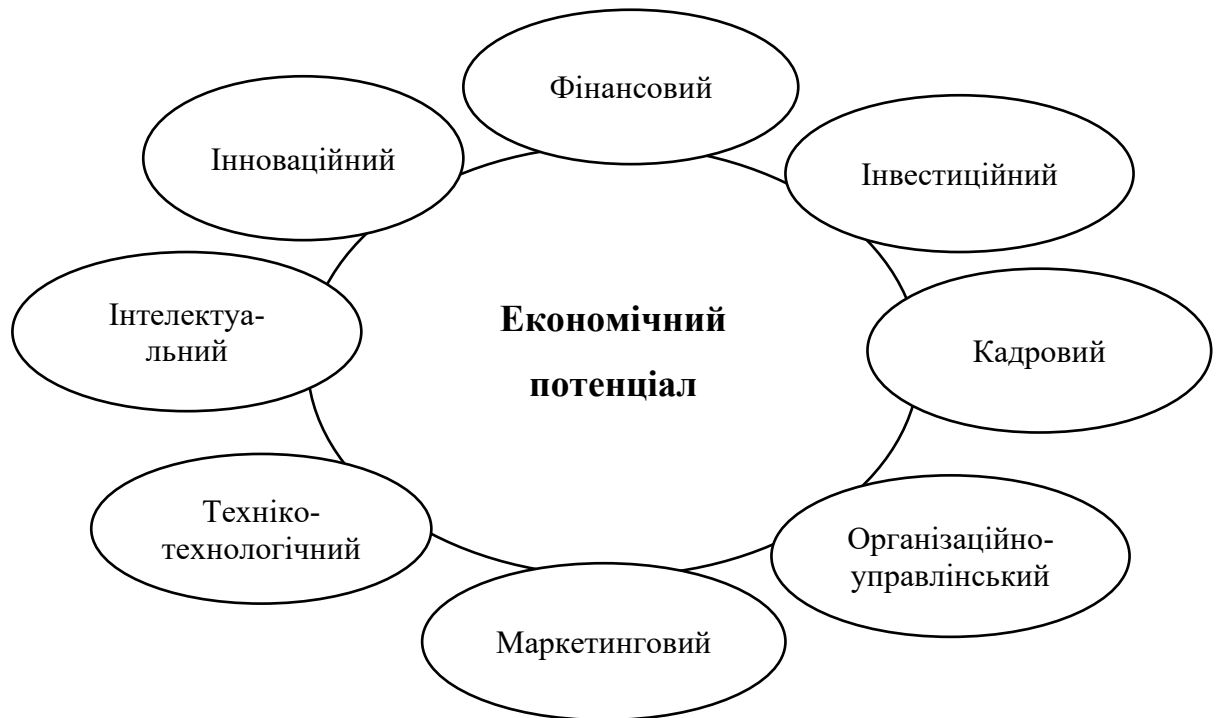 Фінансовий
Інноваційний
Інвестиційний
Інтелектуа-
льний
Економічний
потенціал
Кадровий
Техніко-
технологічний
Організаційно-
управлінський
Маркетинговий